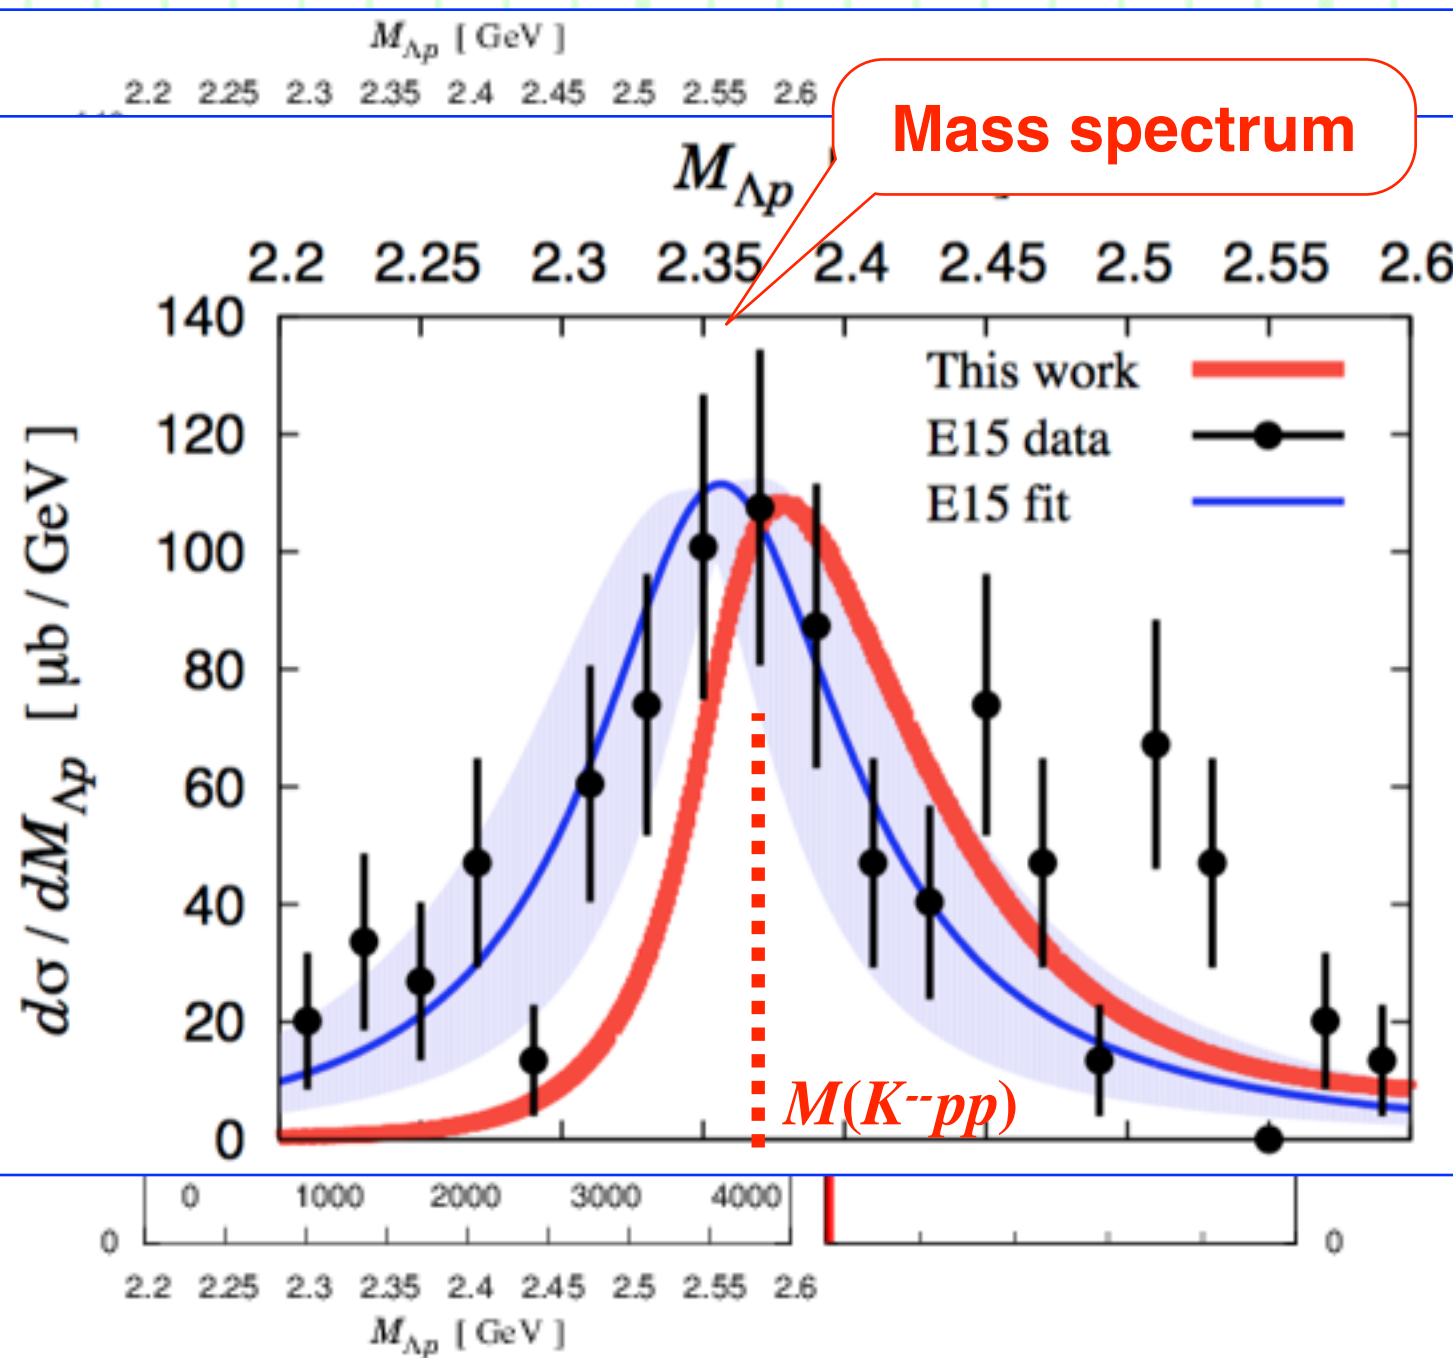 M_Λp [ GeV ]
2.2 2.25 2.3 2.35 2.4 2.45 2.5 2.55 2.6
Mass spectrum
M_Λp
2.2 2.25 2.3 2.35 2.4 2.45 2.5 2.55 2.6
140
120
100
80
60
40
20
0
dσ / dM_Λp [ μb / GeV ]
This work
E15 data
E15 fit
M(K--pp)
0 1000 2000 3000 4000
0 0
2.2 2.25 2.3 2.35 2.4 2.45 2.5 2.55 2.6
M_Λp [ GeV ]